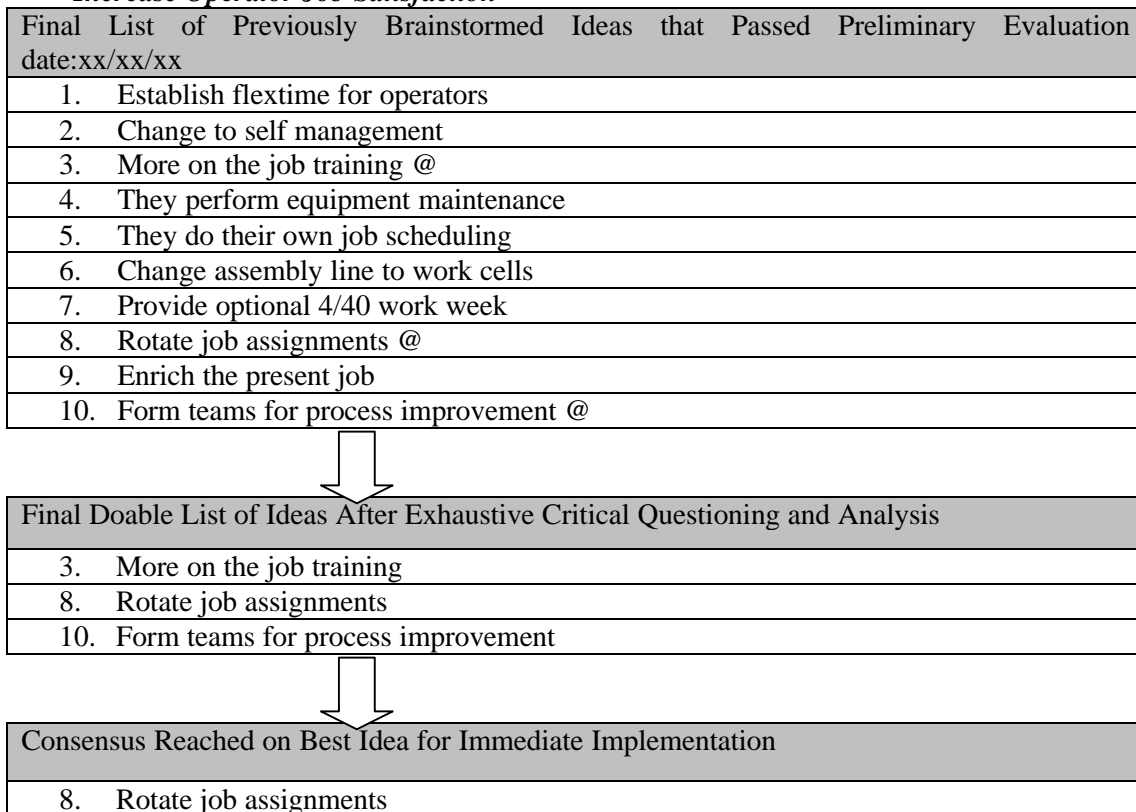 Increase Operator Job Satisfaction
Final List of Previously Brainstormed Ideas that Passed Preliminary Evaluation
date:xx/xx/xx
1. Establish flextime for operators
2. Change to self management
3. More on the job training @
4. They perform equipment maintenance
5. They do their own job scheduling
6. Change assembly line to work cells
7. Provide optional 4/40 work week
8. Rotate job assignments @
9. Enrich the present job
10. Form teams for process improvement @
Final Doable List of Ideas After Exhaustive Critical Questioning and Analysis
3. More on the job training
8. Rotate job assignments
10. Form teams for process improvement
Consensus Reached on Best Idea for Immediate Implementation
8. Rotate job assignments